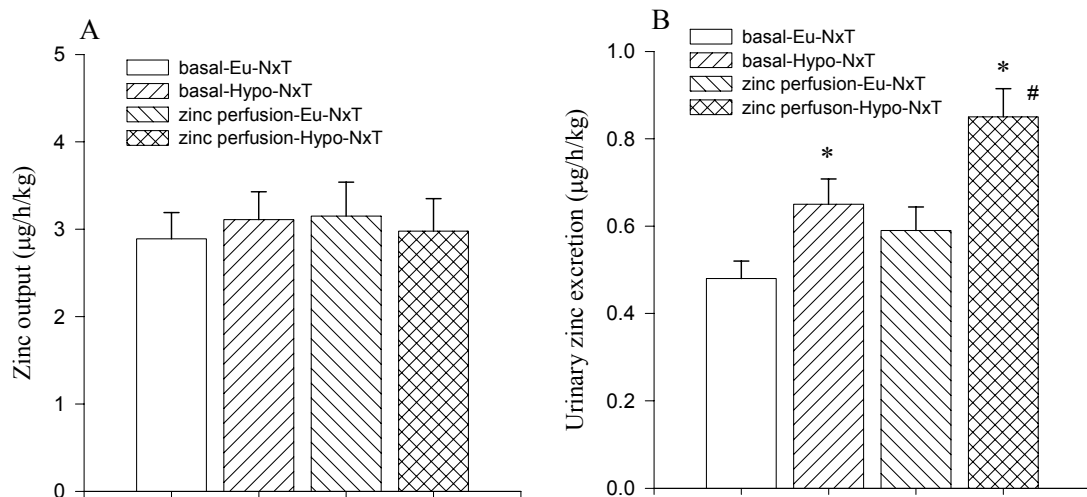 A
Zinc output (µg/h/kg)
5
4
3
2
1
0
basal-Eu-NxT
basal-Hypo-NxT
zinc perfusion-Eu-NxT
zinc perfusion-Hypo-NxT
B
Urinary zinc excretion (µg/h/kg)
1.0
0.8
0.6
0.4
0.2
0.0
basal-Eu-NxT
basal-Hypo-NxT
zinc perfusion-Eu-NxT
zinc perfuson-Hypo-NxT
*
*
#